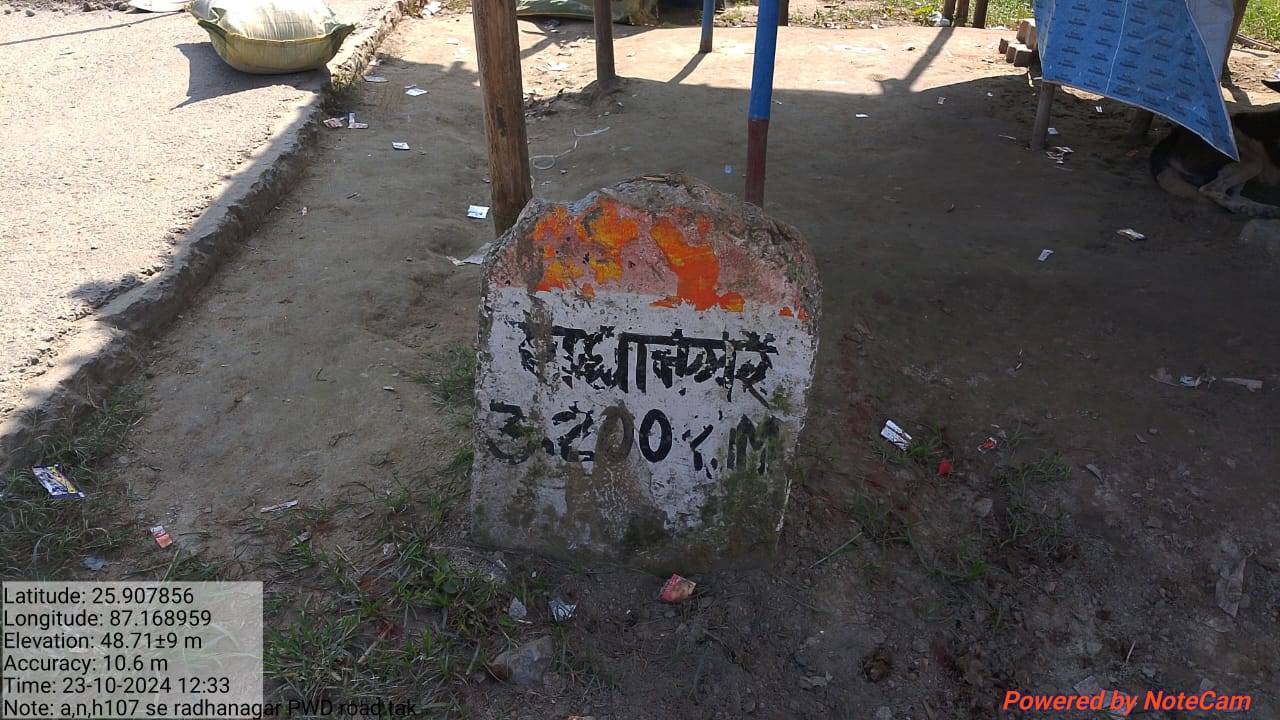 राधानगर
3.200 K.M
Latitude: 25.907856
Longitude: 87.168959
Elevation: 48.71±9 m
Accuracy: 10.6 m
Time: 23-10-2024 12:33
Note: a,n,h107 se radhanagar PWD road tak
Powered by NoteCam